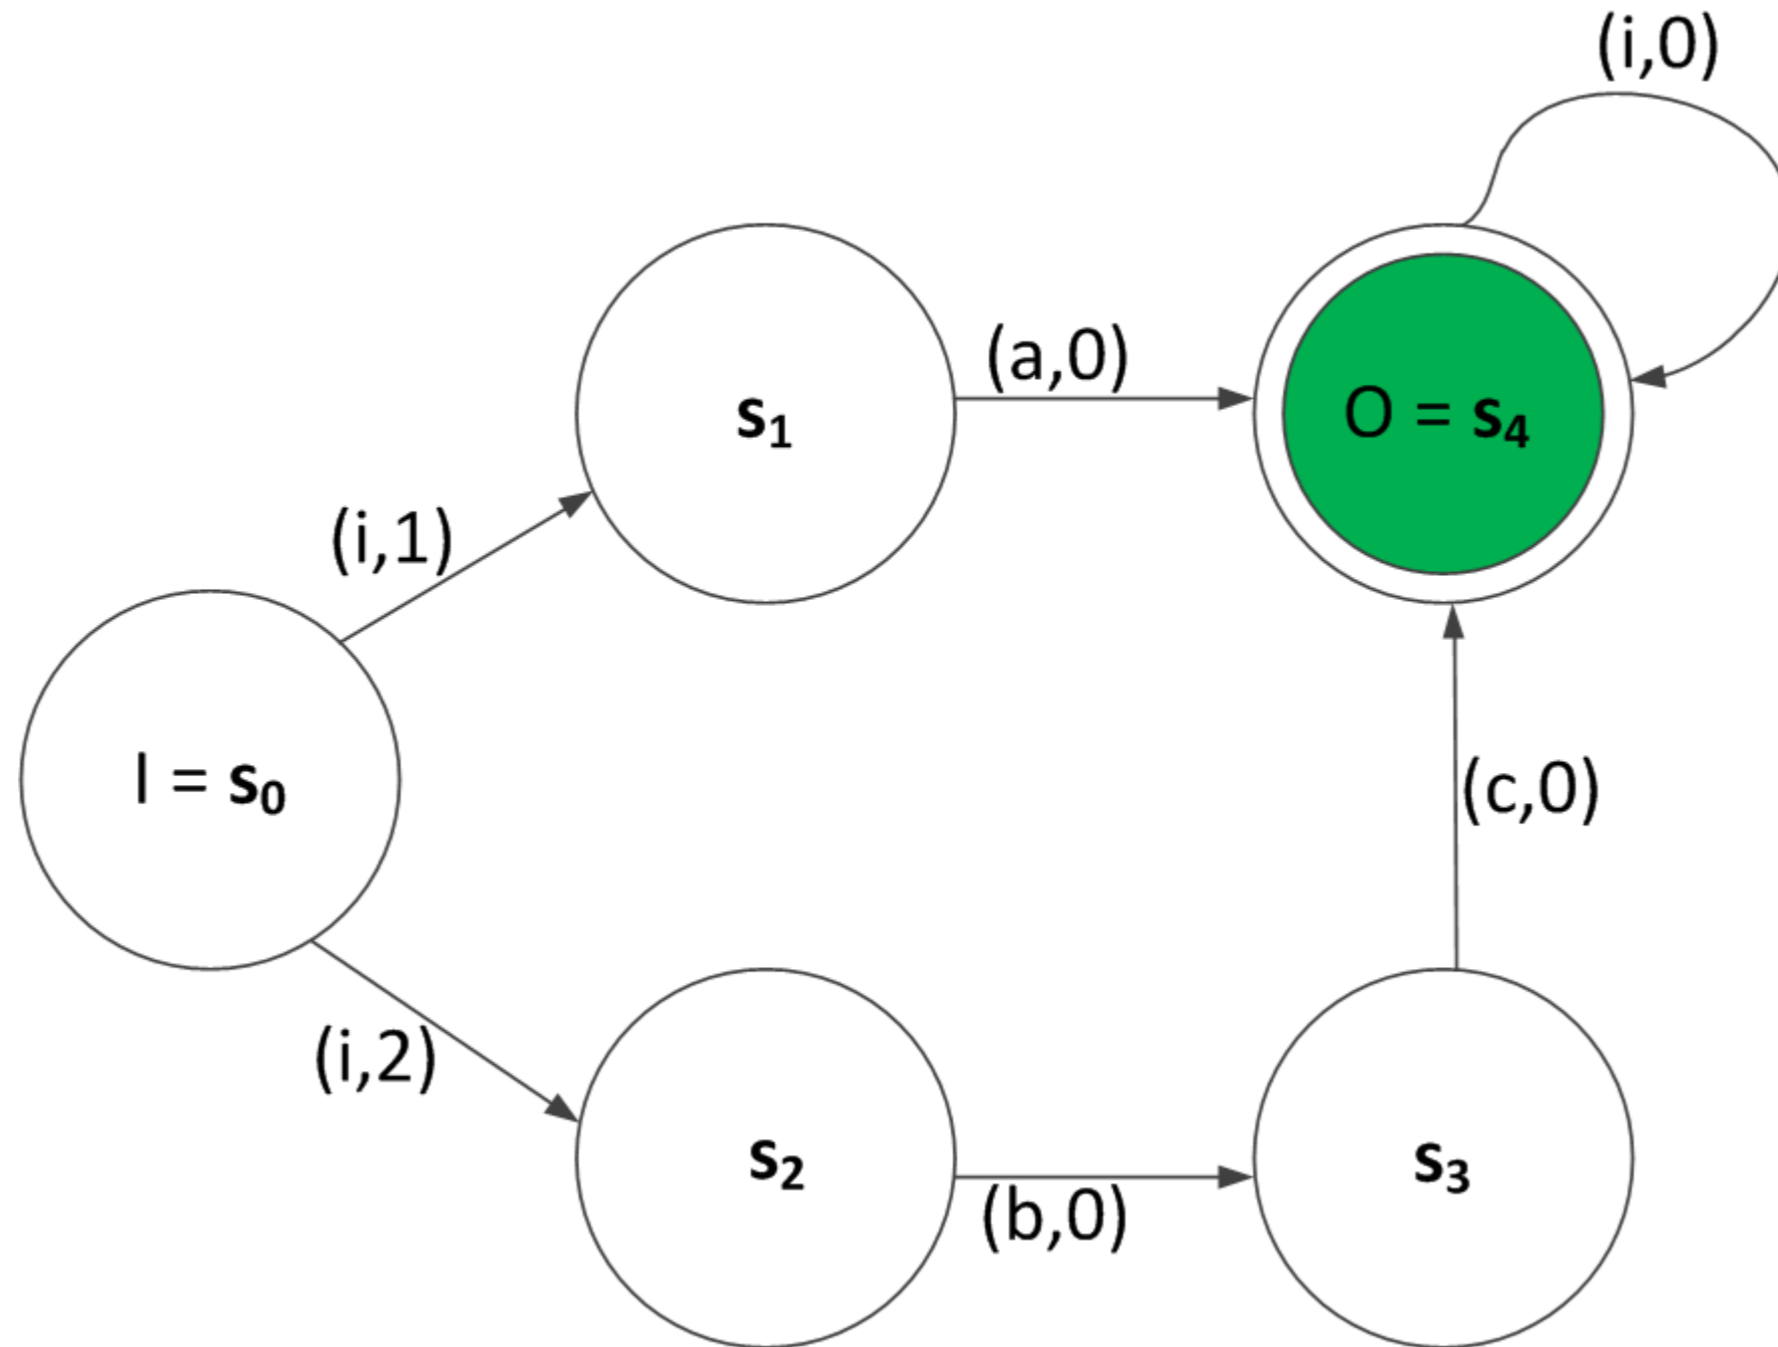 (i,0)
(a,0)
s₁
O = s₄
(i,1)
I = s₀
(c,0)
(i,2)
s₂
s₃
(b,0)